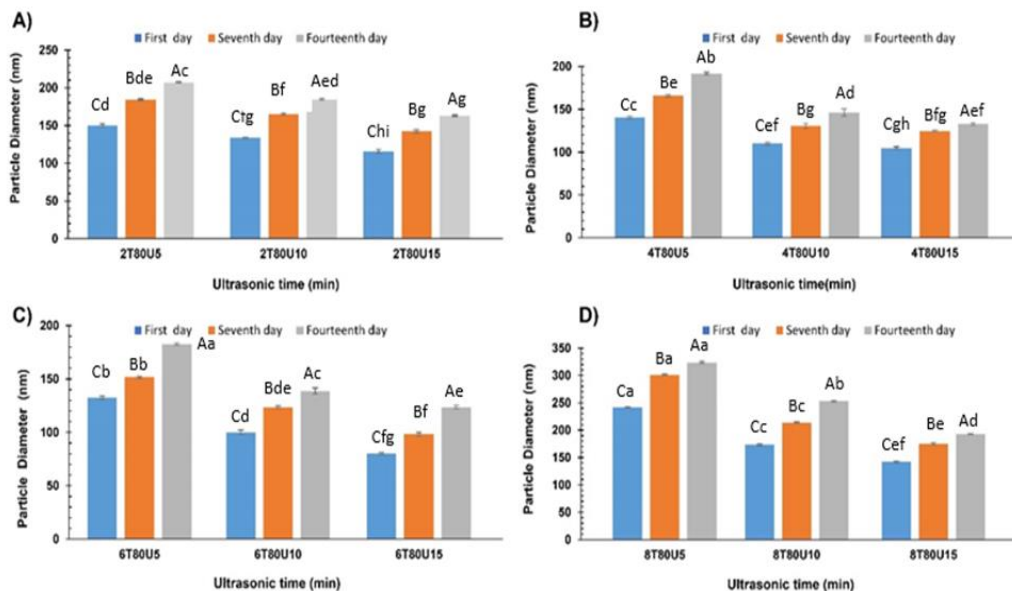 A)
First day Seventh day Fourteenth day
Particle Diameter (nm)
250
200
150
100
50
0
Cd Bde Ac
Cfg Bf Aed
Chi Bg Ag
2T80U5 2T80U10 2T80U15
Ultrasonic time (min)
B)
First day Seventh day Fourteenth day
Particle Diameter (nm)
200
150
100
50
0
Cc Be Ab
Cef Bg Ad
Cgh Bfg Aef
4T80U5 4T80U10 4T80U15
Ultrasonic time(min)
C)
First day Seventh day Fourteenth day
Particle Diameter (nm)
200
150
100
50
0
Cb Bb Aa
Cd Bde Ac
Cfg Bf Ae
6T80U5 6T80U10 6T80U15
Ultrasonic time (min)
D)
First day Seventh day Fourteenth day
Particle Diameter (nm)
350
300
250
200
150
100
50
0
Ca Ba Aa
Cc Bc Ab
Cef Be Ad
8T80U5 8T80U10 8T80U15
Ultrasonic time (min)